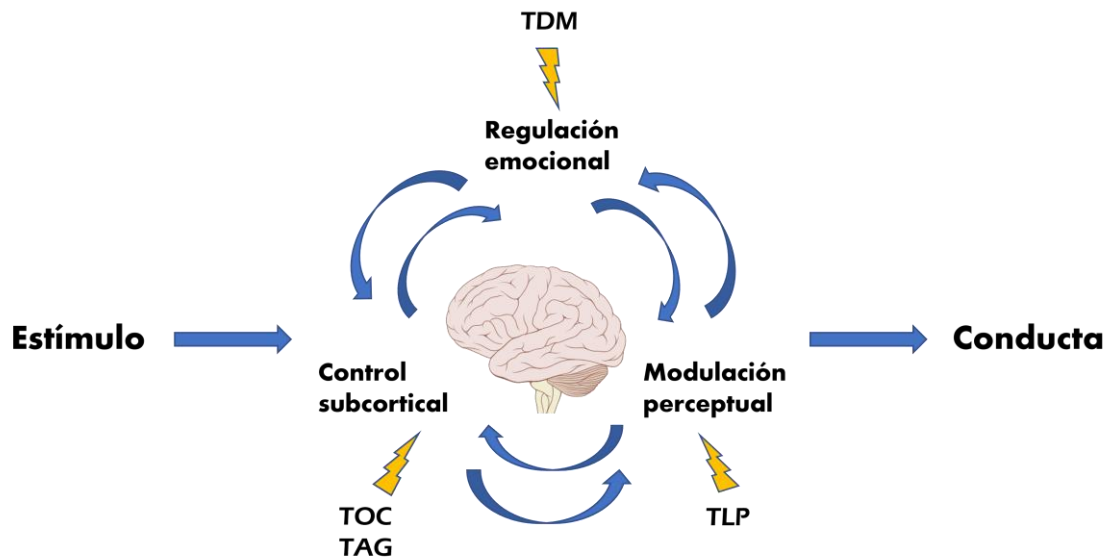 TDM
Regulación
emocional
Estímulo
Conducta
Control
subcortical
Modulación
perceptual
TOC
TAG
TLP